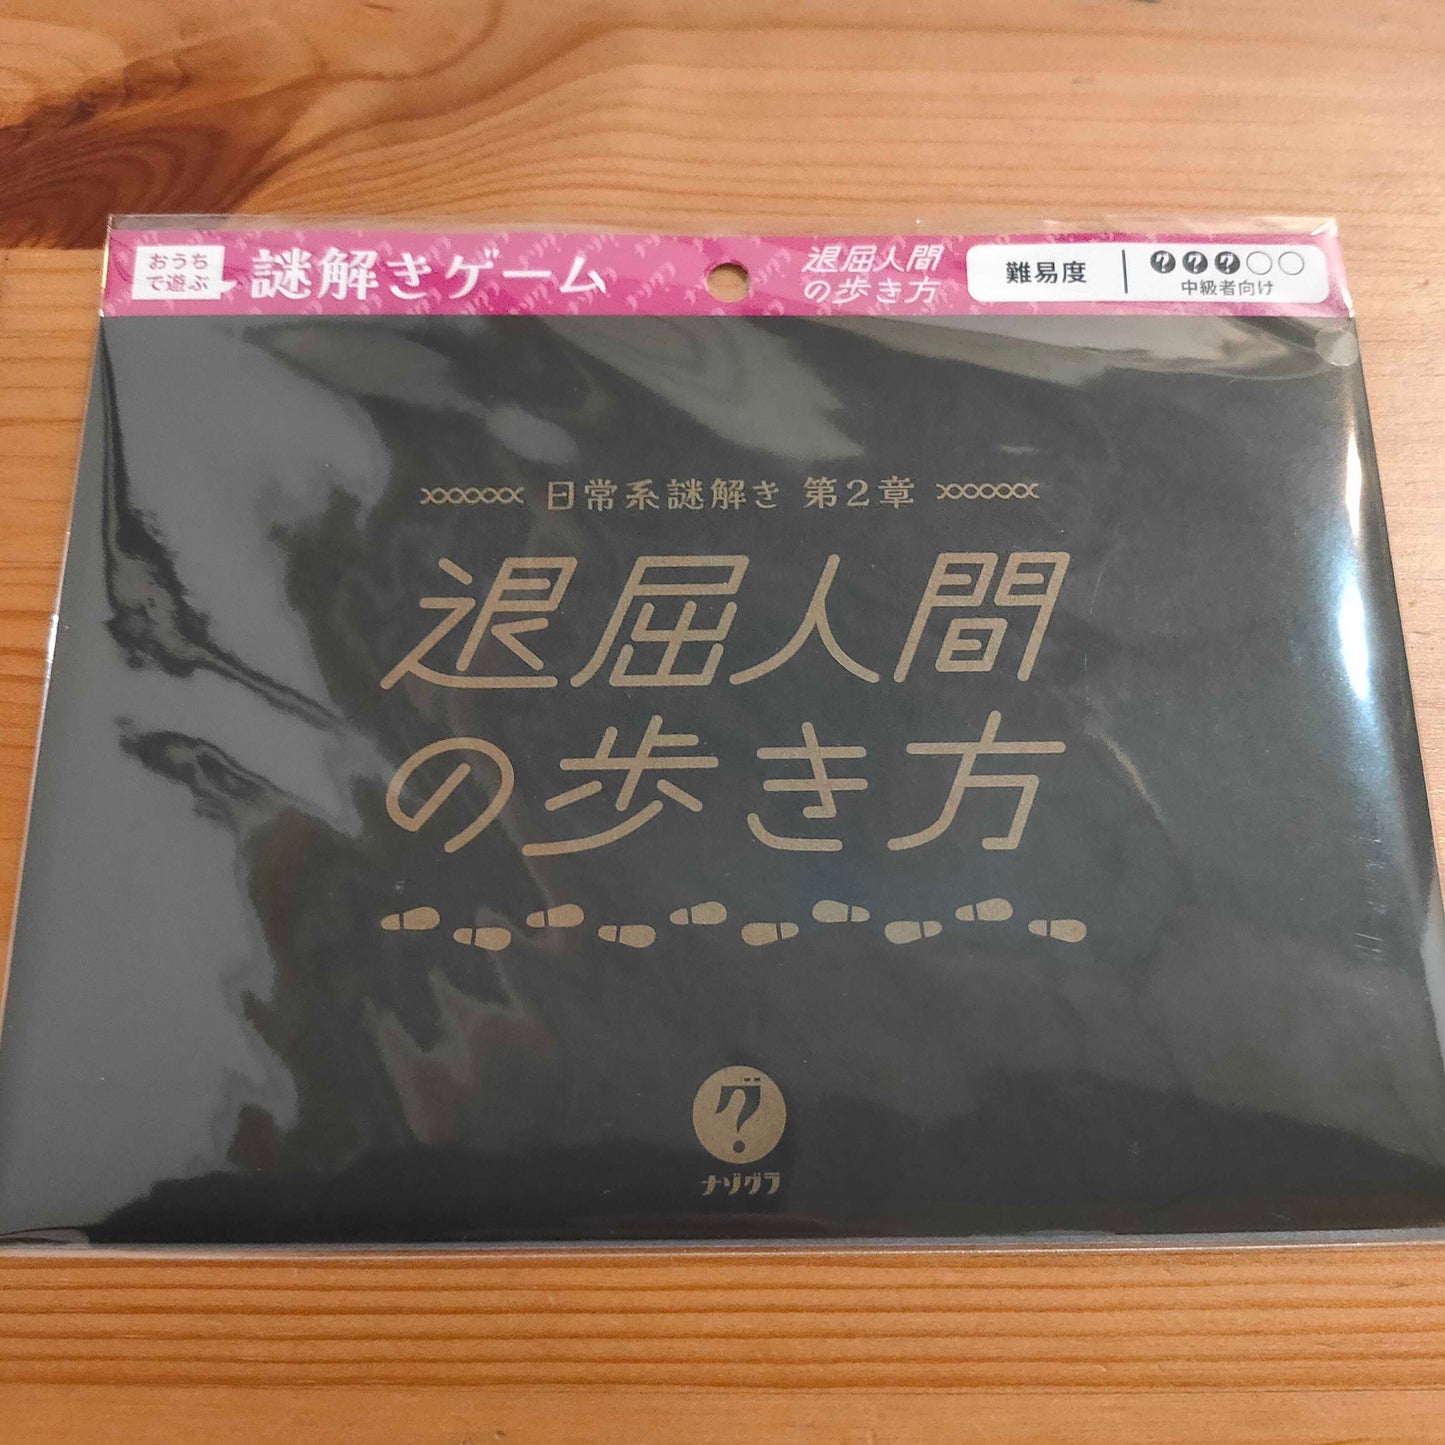 おうち
で遊ぶ
謎解きゲーム
退屈人間
の歩き方
難易度
中級者向け
日常系謎解き 第2章
退屈人間
の歩き方
ナゾグラ